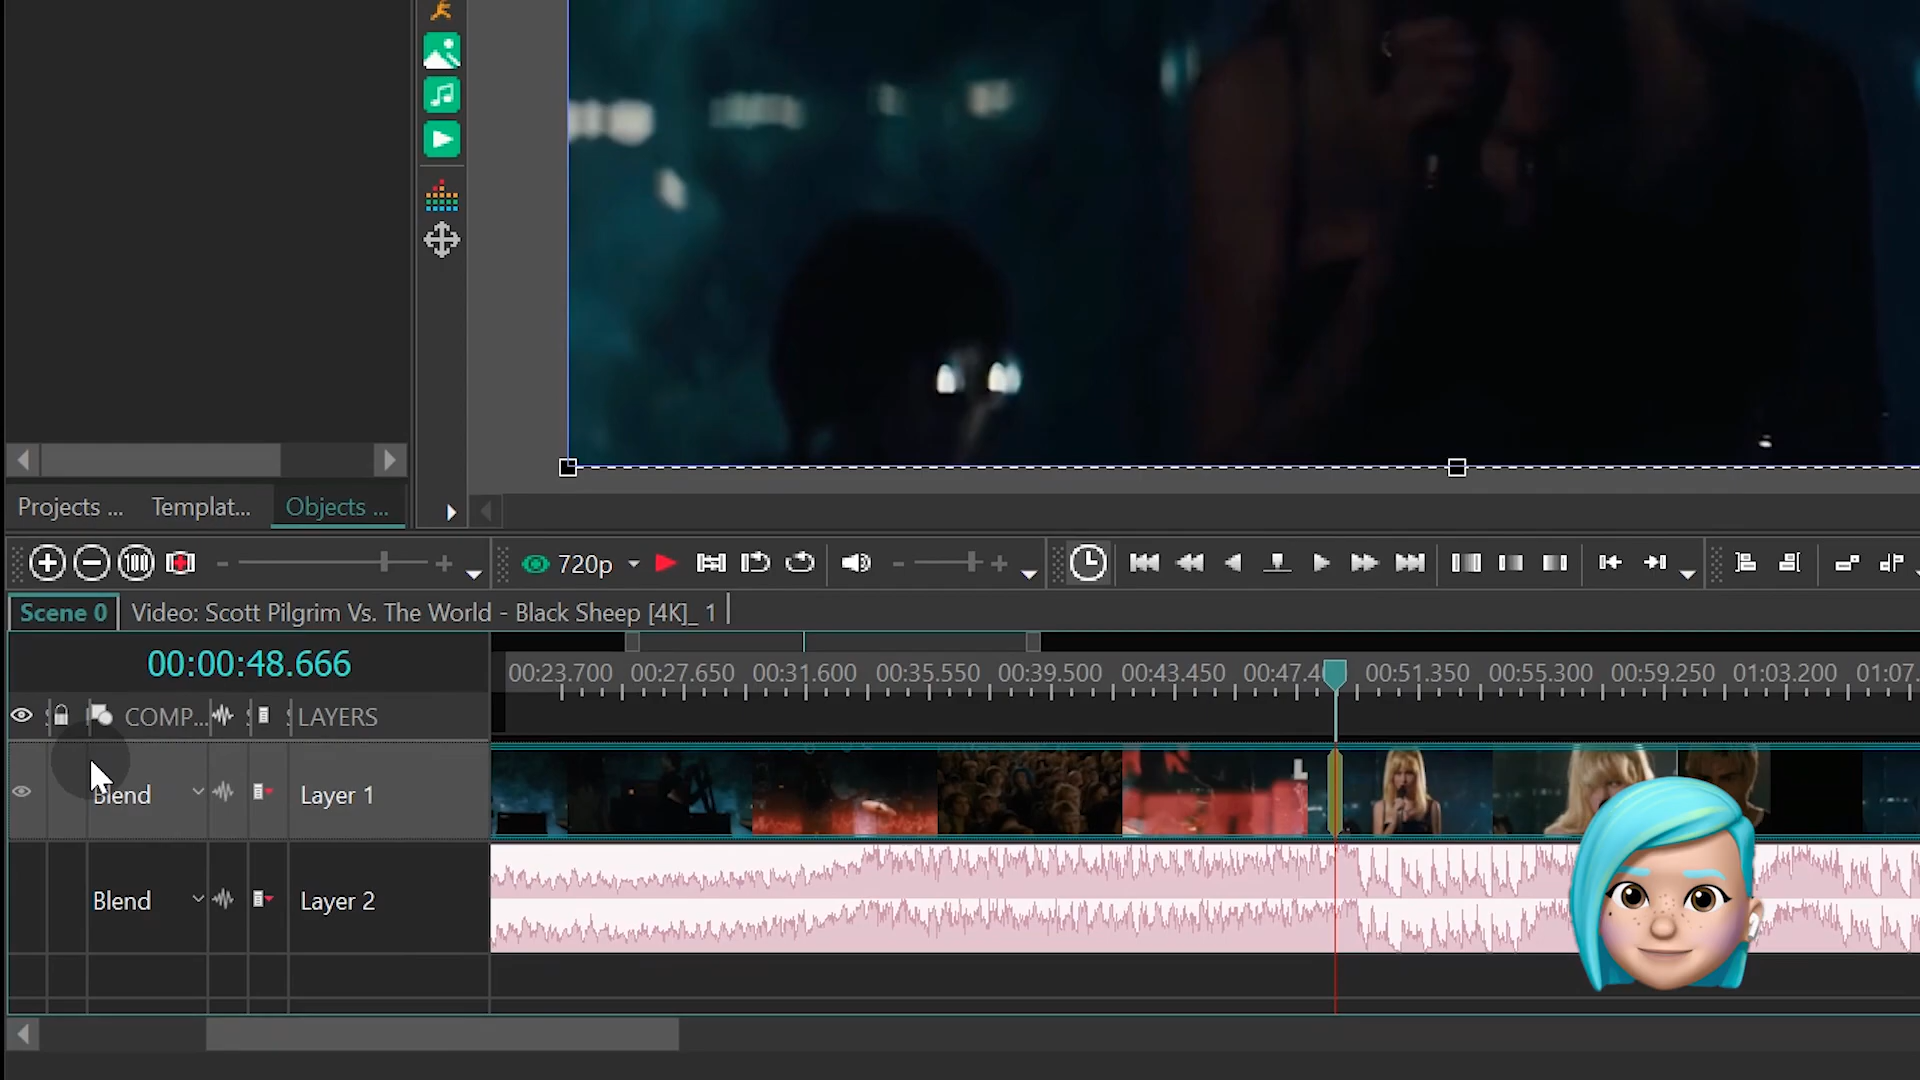 Projects ... Templat... Objects ...
100 720p
Scene 0 Video: Scott Pilgrim Vs. The World - Black Sheep [4K]_ 1
00:00:48.666
00:23.700 00:27.650 00:31.600 00:35.550 00:39.500 00:43.450 00:47.4 00:51.350 00:55.300 00:59.250 01:03.200 01:07.
COMP... LAYERS
L
Blend Layer 1
Blend Layer 2